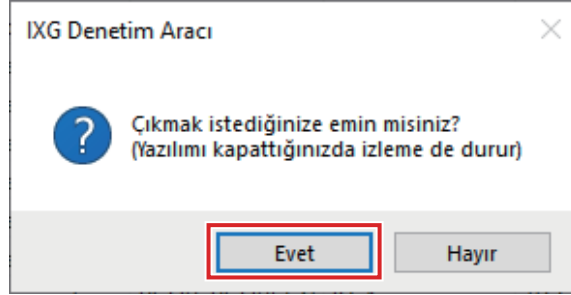 IXG Denetim Aracı
Çıkmak istediğinize emin misiniz?
(Yazılımı kapattığınızda izleme de durur)
Evet
Hayır